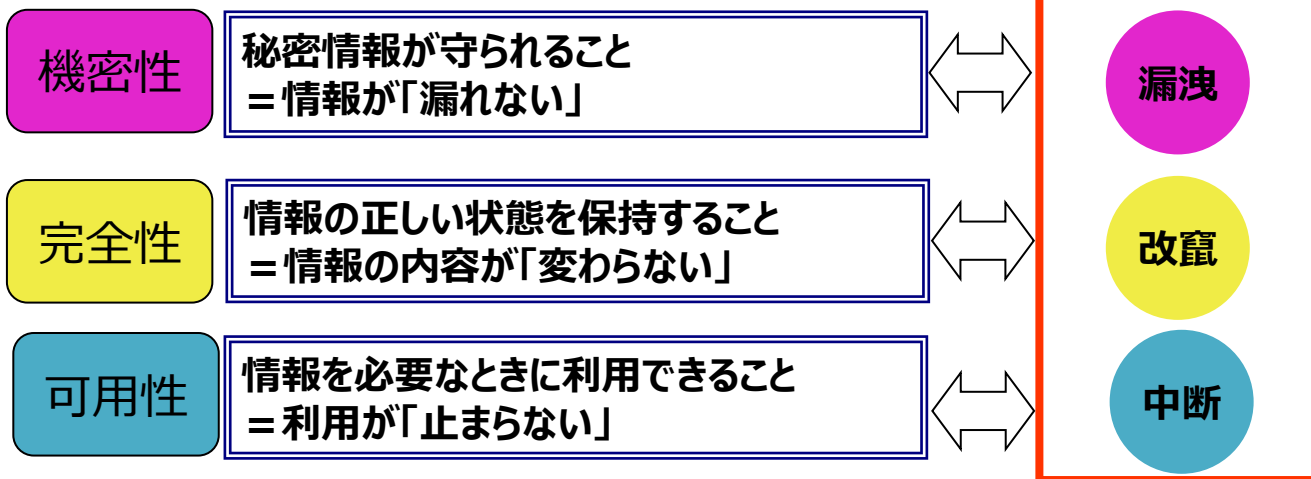 機密性
秘密情報が守られること
＝情報が「漏れない」
漏洩
完全性
情報の正しい状態を保持すること
＝情報の内容が「変わらない」
改竄
可用性
情報を必要なときに利用できること
＝利用が「止まらない」
中断